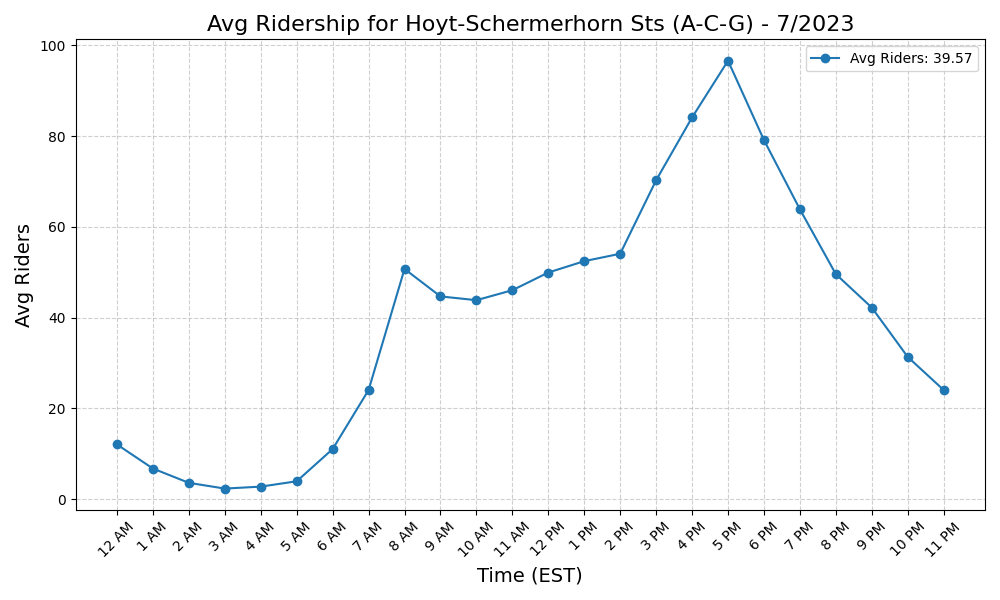 Avg Ridership for Hoyt-Schermerhorn Sts (A-C-G) - 7/2023
Avg Riders: 39.57
100
80
60
40
20
0
Avg Riders
12 AM
1 AM
2 AM
3 AM
4 AM
5 AM
6 AM
7 AM
8 AM
9 AM
10 AM
11 AM
12 PM
1 PM
2 PM
3 PM
4 PM
5 PM
6 PM
7 PM
8 PM
9 PM
10 PM
11 PM
Time (EST)